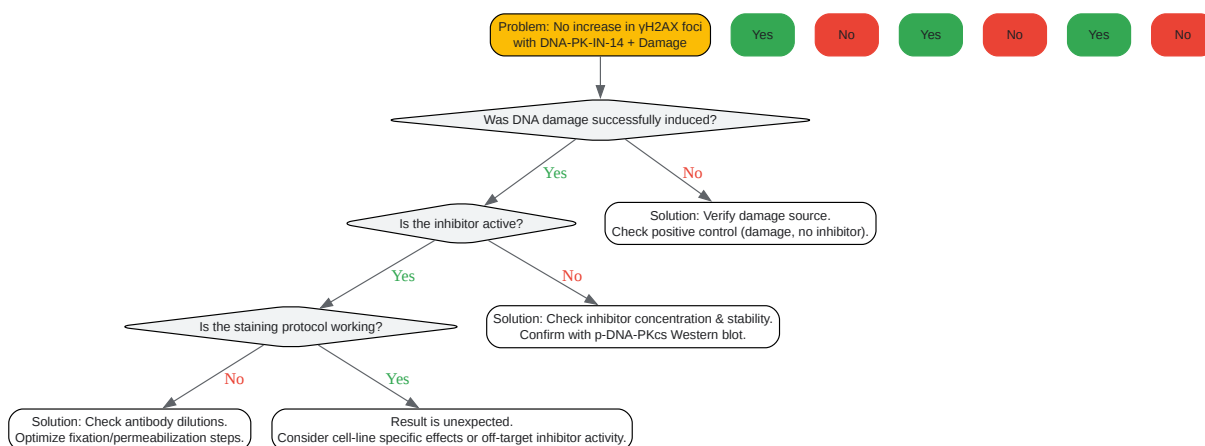 Problem: No increase in γH2AX foci
with DNA-PK-IN-14 + Damage
Yes
No
Yes
No
Yes
No
Was DNA damage successfully induced?
Yes
No
Is the inhibitor active?
Solution: Verify damage source.
Check positive control (damage, no inhibitor).
Yes
No
Is the staining protocol working?
Solution: Check inhibitor concentration & stability.
Confirm with p-DNA-PKcs Western blot.
No
Yes
Solution: Check antibody dilutions.
Optimize fixation/permeabilization steps.
Result is unexpected.
Consider cell-line specific effects or off-target inhibitor activity.